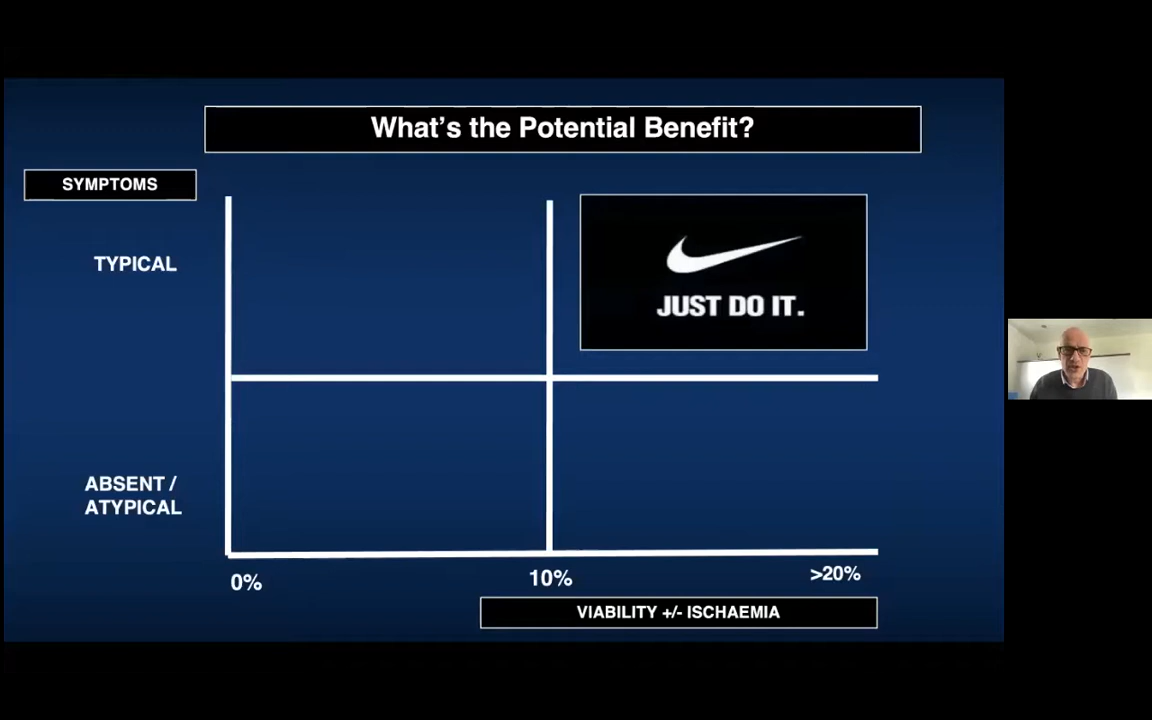 What's the Potential Benefit?
SYMPTOMS
TYPICAL
JUST DO IT.
ABSENT /
ATYPICAL
0%
10%
>20%
VIABILITY +/- ISCHAEMIA